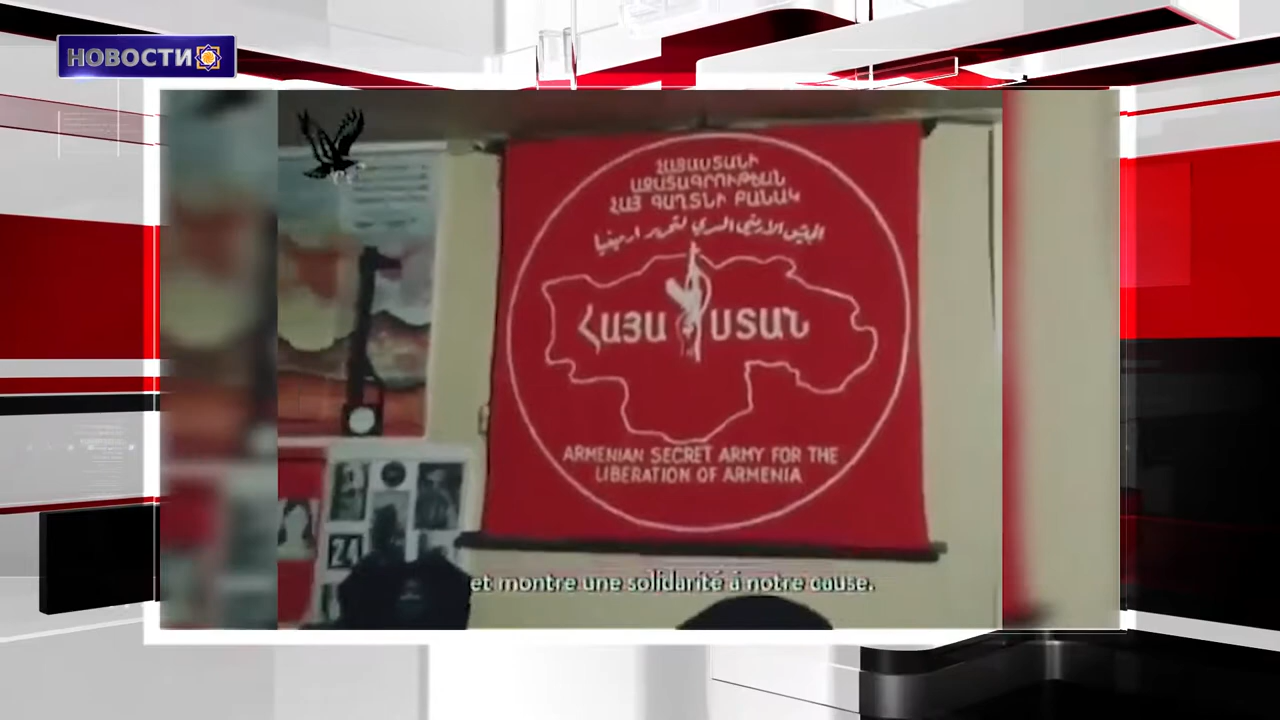 НОВОСТИ
ՀԱՅԱՍՏԱՆԻ
ԱԶԱՏԱԳՐՈՒԹԵԱՆ
ՀԱՅ ԳԱՂՏՆԻ ԲԱՆԱԿ
الجيش الارمني السري لتحرير ارمينيا
ՀԱՅԱՍՏԱՆ
ARMENIAN SECRET ARMY FOR THE
LIBERATION OF ARMENIA
24
et montre une solidarité à notre cause.